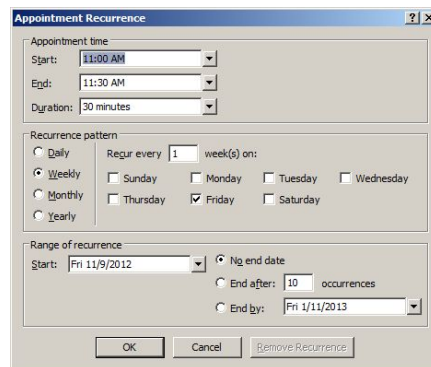 Appointment Recurrence
Appointment time
Start: 11:00 AM
End: 11:30 AM
Duration: 30 minutes
Recurrence pattern
Daily Recur every 1 week(s) on:
Weekly Sunday Monday Tuesday Wednesday
Monthly Thursday Friday Saturday
Yearly
Range of recurrence
Start: Fri 11/9/2012 No end date
End after: 10 occurrences
End by: Fri 1/11/2013
OK Cancel Remove Recurrence